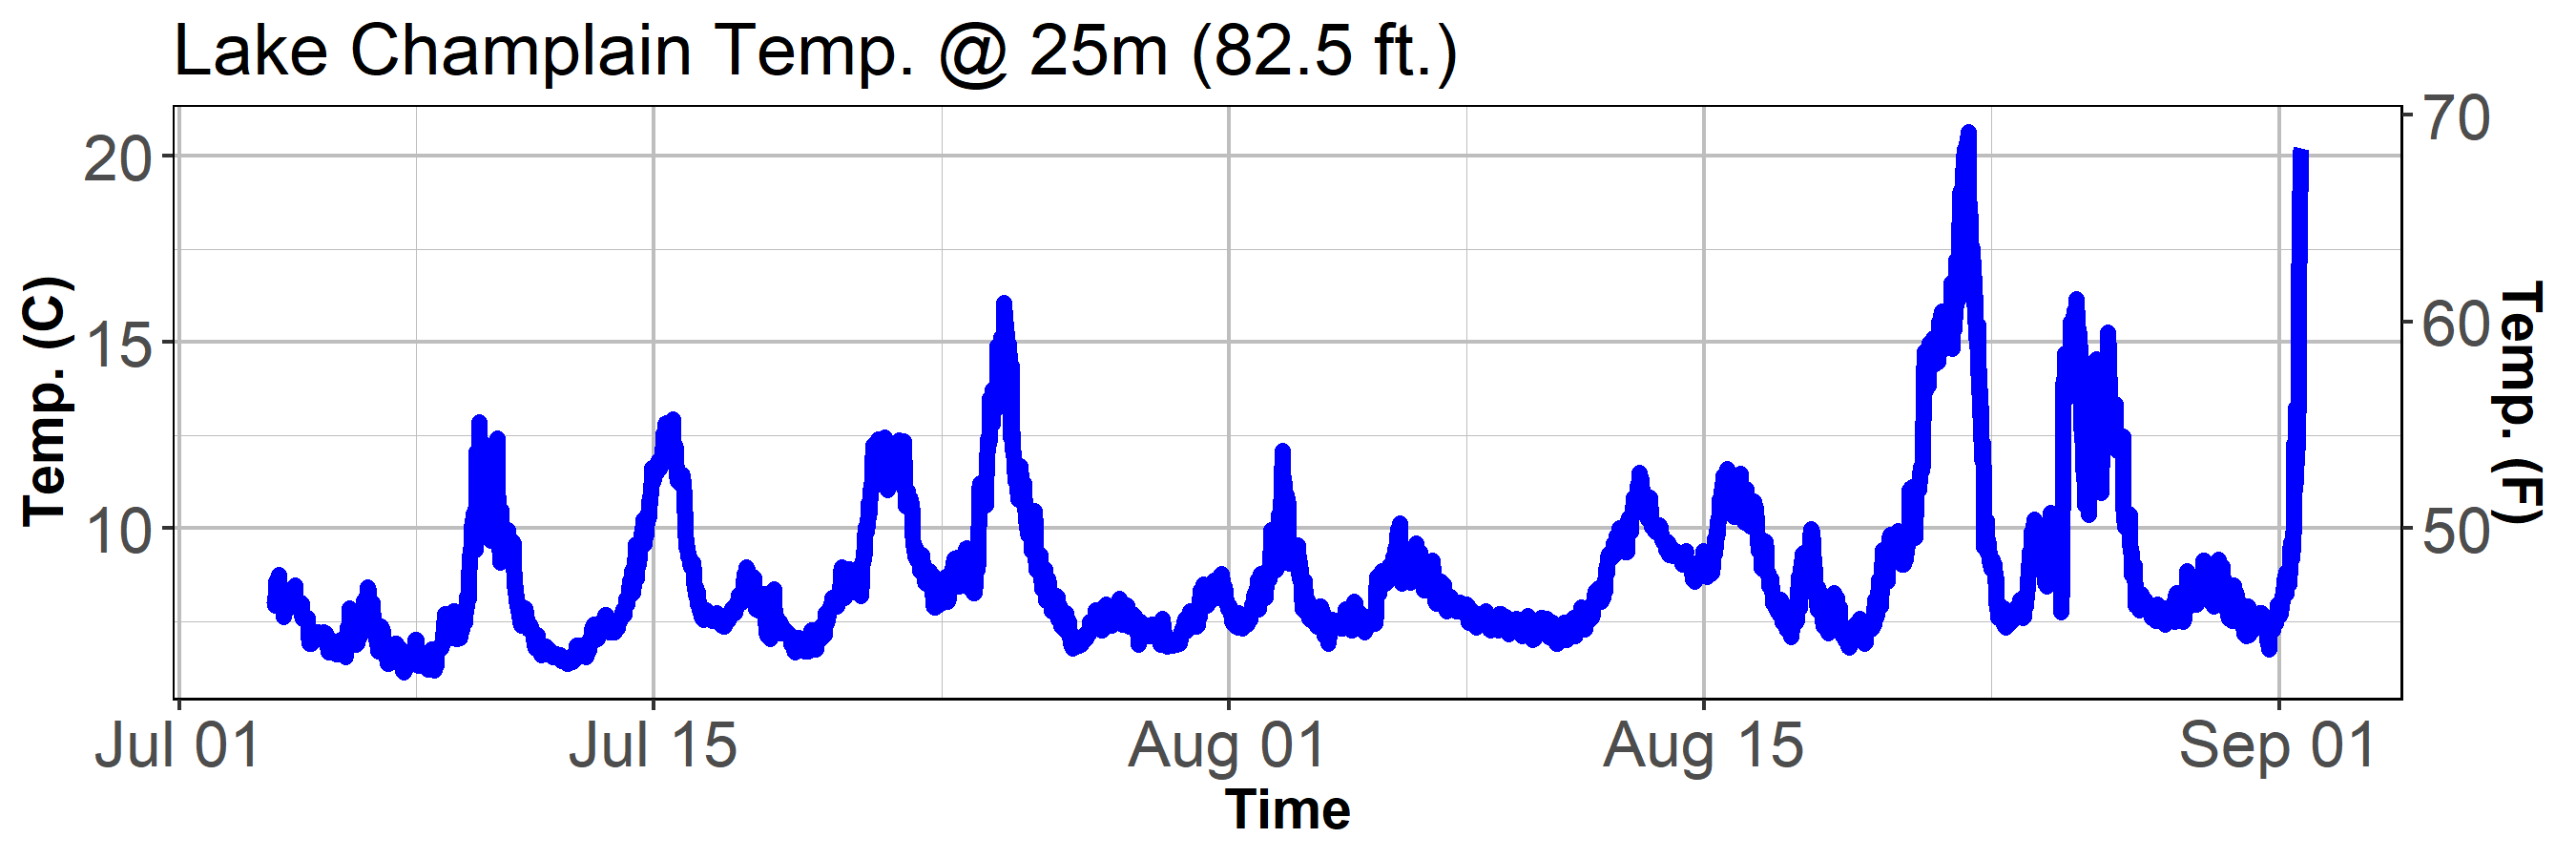 Lake Champlain Temp. @ 25m (82.5 ft.)
Temp. (C)
20
15
10
70
60
50
Temp. (F)
Jul 01
Jul 15
Aug 01
Aug 15
Sep 01
Time